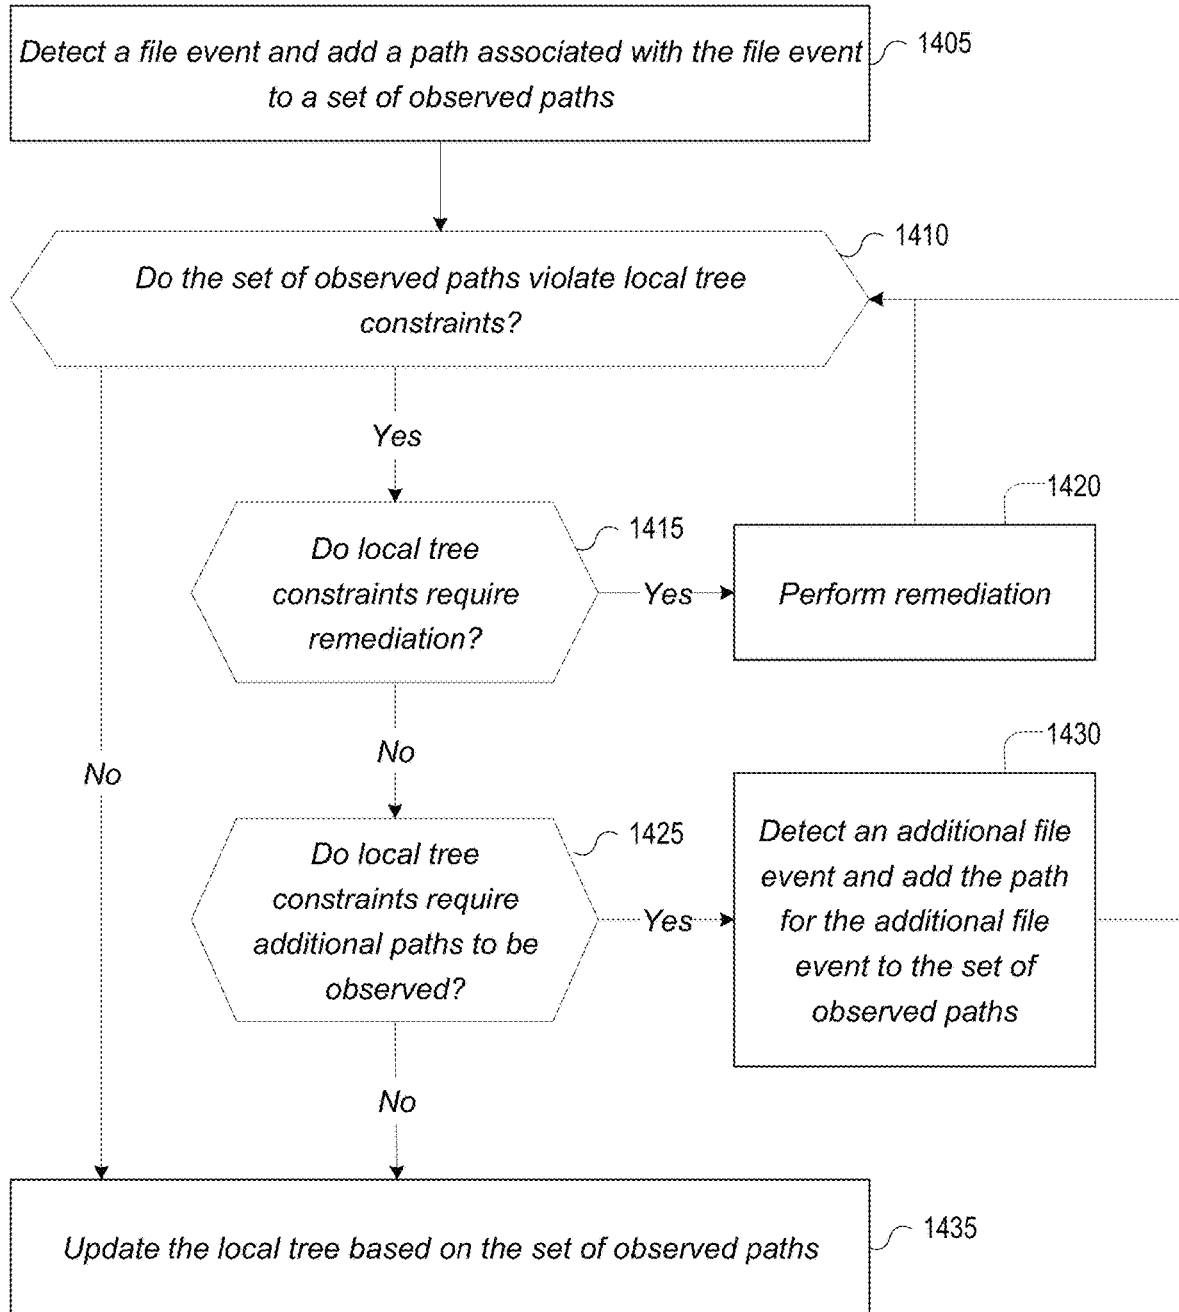 Detect a file event and add a path associated with the file event
to a set of observed paths
1405
Do the set of observed paths violate local tree
constraints?
1410
Yes
Do local tree
constraints require
remediation?
1415
Yes
Perform remediation
1420
No
No
Do local tree
constraints require
additional paths to be
observed?
1425
Yes
Detect an additional file
event and add the path
for the additional file
event to the set of
observed paths
1430
No
Update the local tree based on the set of observed paths
1435